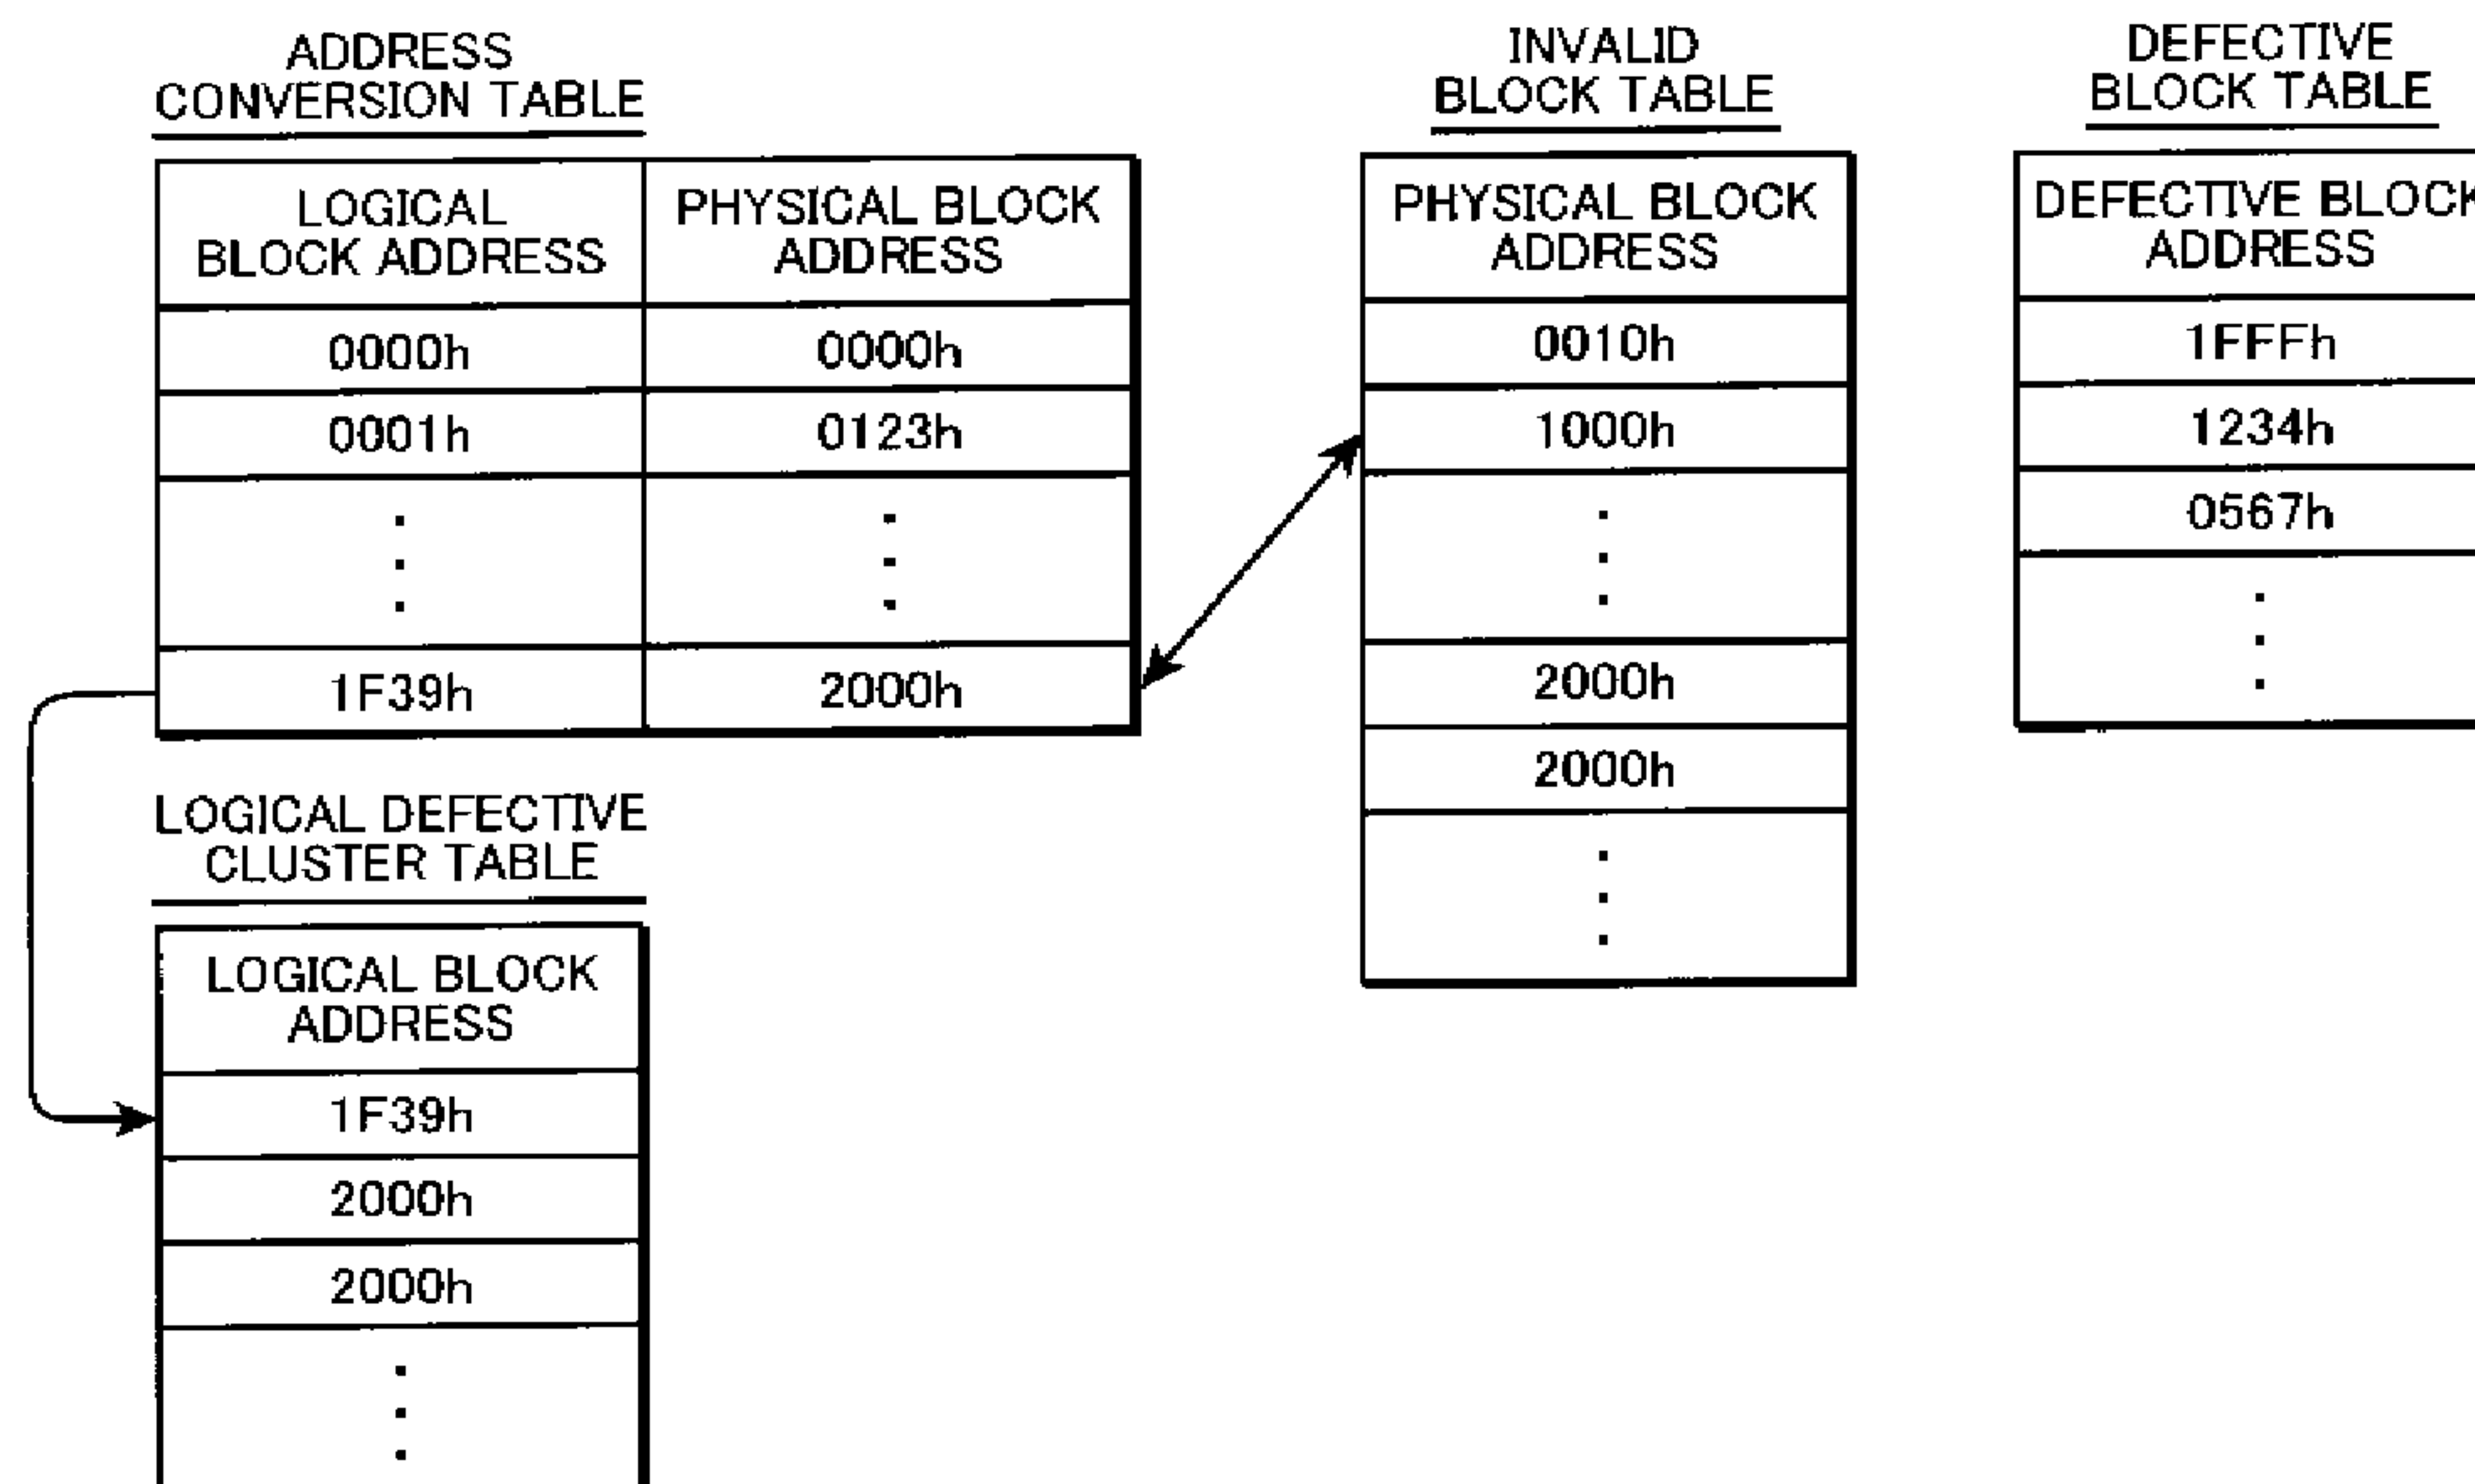 ADDRESS
CONVERSION TABLE
LOGICAL
BLOCK ADDRESS
PHYSICAL BLOCK
ADDRESS
0000h
0000h
0001h
0123h
1F39h
2000h
LOGICAL DEFECTIVE
CLUSTER TABLE
LOGICAL BLOCK
ADDRESS
1F39h
2000h
2000h
INVALID
BLOCK TABLE
PHYSICAL BLOCK
ADDRESS
0010h
1000h
2000h
2000h
DEFECTIVE
BLOCK TABLE
DEFECTIVE BLOCK
ADDRESS
1FFFh
1234h
0567h